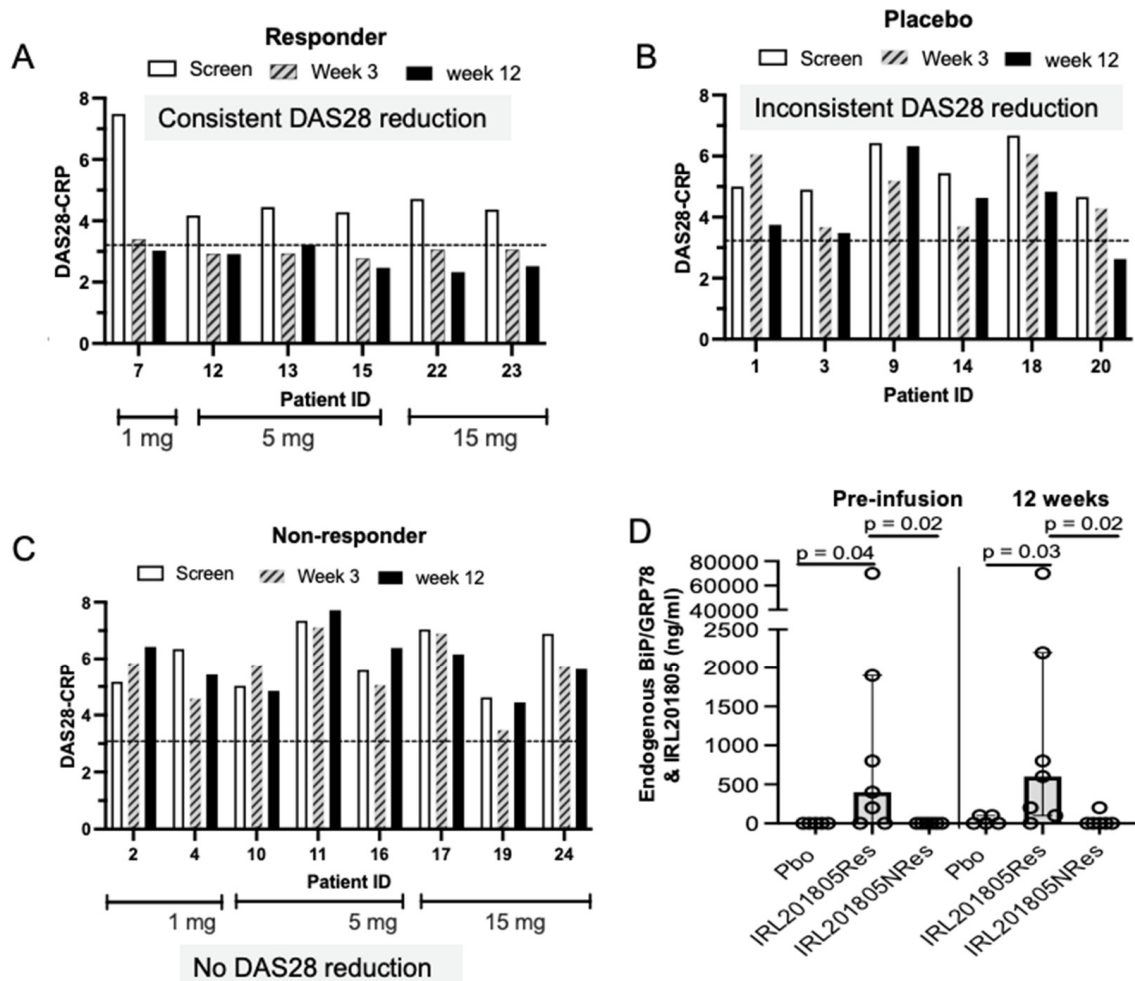 A
Responder
Screen Week 3 week 12
Consistent DAS28 reduction
8
6
4
2
0
DAS28-CRP
7 12 13 15 22 23
Patient ID
1 mg 5 mg 15 mg
B
Placebo
Screen Week 3 week 12
Inconsistent DAS28 reduction
8
6
4
2
0
DAS28-CRP
1 3 9 14 18 20
Patient ID
C
Non-responder
Screen Week 3 week 12
8
6
4
2
0
DAS28-CRP
2 4 10 11 16 17 19 24
Patient ID
1 mg 5 mg 15 mg
No DAS28 reduction
D
Pre-infusion 12 weeks
p = 0.02 p = 0.02
p = 0.04 p = 0.03
80000
60000
40000
2500
2000
1500
1000
500
0
Endogenous BiP/GRP78
& IRL201805 (ng/ml)
Pbo
IRL201805Res
IRL201805NRes
Pbo
IRL201805Res
IRL201805NRes